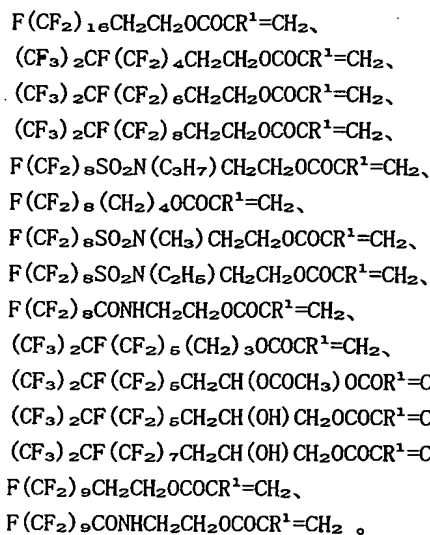 F(CF₂)₁₆CH₂CH₂OCOCR¹=CH₂、
(CF₃)₂CF(CF₂)₄CH₂CH₂OCOCR¹=CH₂、
(CF₃)₂CF(CF₂)₆CH₂CH₂OCOCR¹=CH₂、
(CF₃)₂CF(CF₂)₈CH₂CH₂OCOCR¹=CH₂、
F(CF₂)₈SO₂N(C₃H₇)CH₂CH₂OCOCR¹=CH₂、
F(CF₂)₈(CH₂)₄OCOCR¹=CH₂、
F(CF₂)₈SO₂N(CH₃)CH₂CH₂OCOCR¹=CH₂、
F(CF₂)₈SO₂N(C₂H₅)CH₂CH₂OCOCR¹=CH₂、
F(CF₂)₈CONHCH₂CH₂OCOCR¹=CH₂、
(CF₃)₂CF(CF₂)₅(CH₂)₃OCOCR¹=CH₂、
(CF₃)₂CF(CF₂)₅CH₂CH(OCOCH₃)OCOR¹=C
(CF₃)₂CF(CF₂)₅CH₂CH(OH)CH₂OCOCR¹=C
(CF₃)₂CF(CF₂)₇CH₂CH(OH)CH₂OCOCR¹=C
F(CF₂)₉CH₂CH₂OCOCR¹=CH₂、
F(CF₂)₉CONHCH₂CH₂OCOCR¹=CH₂ 。